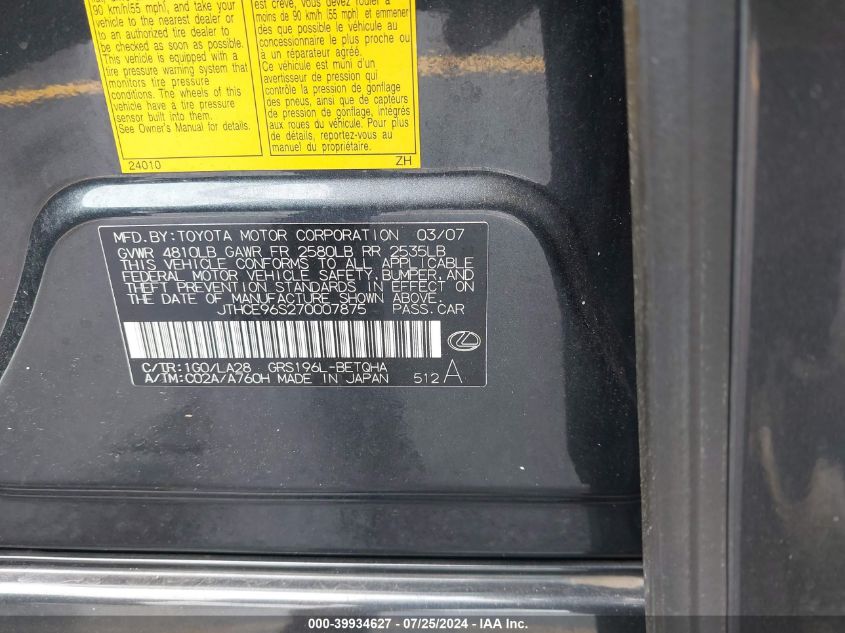 90 km/h(55 mph), and take your
vehicle to the nearest dealer or
to an authorized tire dealer to
be checked as soon as possible.
This vehicle is equipped with a
tire pressure warning system that
monitors tire pressure
conditions. The wheels of this
vehicle have a tire pressure
sensor built into them.
See Owner's Manual for details.
24010
est crevé, vous devez rouler à
moins de 90 km/h (55 mph) et emmener
dès que possible le véhicule au
concessionnaire le plus proche ou
à un réparateur agréé.
Ce véhicule est muni d'un
avertisseur de pression qui
contrôle la pression de gonflage
des pneus, ainsi que de capteurs
de pression de gonflage, intégrés
aux roues du véhicule. Pour plus
de détails, reportez-vous au
manuel du propriétaire.
ZH
MFD. BY: TOYOTA MOTOR CORPORATION 03/07
GVWR 4810LB GAWR FR 2580LB RR 2535LB
THIS VEHICLE CONFORMS TO ALL APPLICABLE
FEDERAL MOTOR VEHICLE SAFETY, BUMPER, AND
THEFT PREVENTION STANDARDS IN EFFECT ON
THE DATE OF MANUFACTURE SHOWN ABOVE.
JTHCE96S270007875 PASS. CAR
C/TR: 1G0/LA28 GRS196L-BETQHA
A/TM: C02A/A760H MADE IN JAPAN 512 A
000-39934627 - 07/25/2024 - IAA Inc.